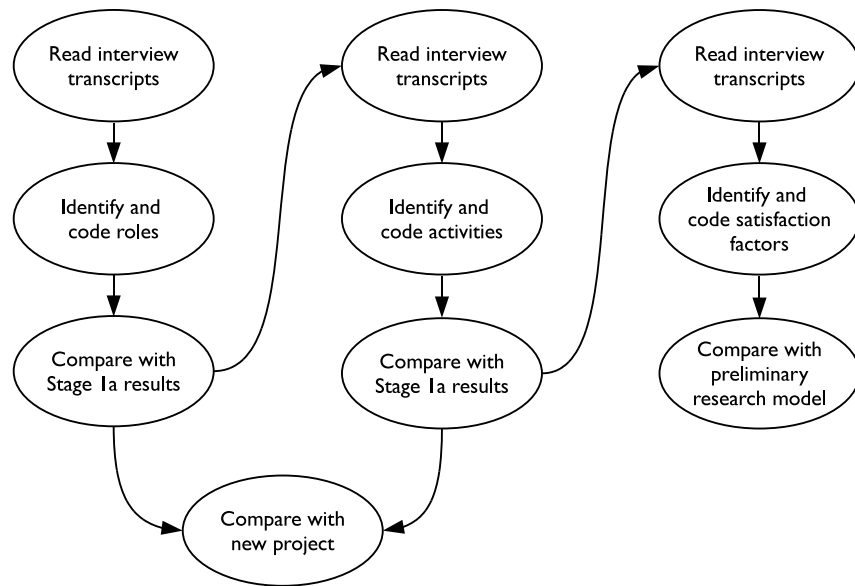 Read interview
transcripts
Identify and
code roles
Compare with
Stage 1a results
Read interview
transcripts
Identify and
code activities
Compare with
Stage 1a results
Read interview
transcripts
Identify and
code satisfaction
factors
Compare with
preliminary
research model
Compare with
new project